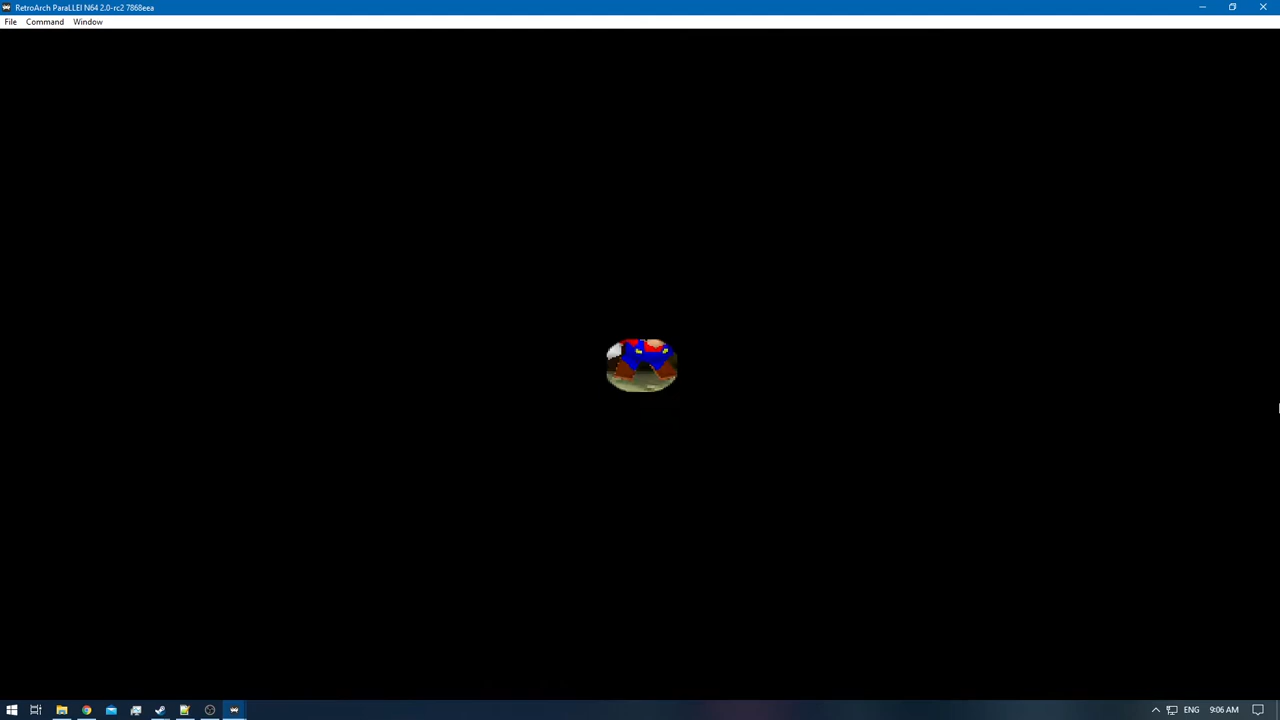 RetroArch ParaLLEl N64 2.0-rc2 7868eea
File Command Window
ENG 9:06 AM